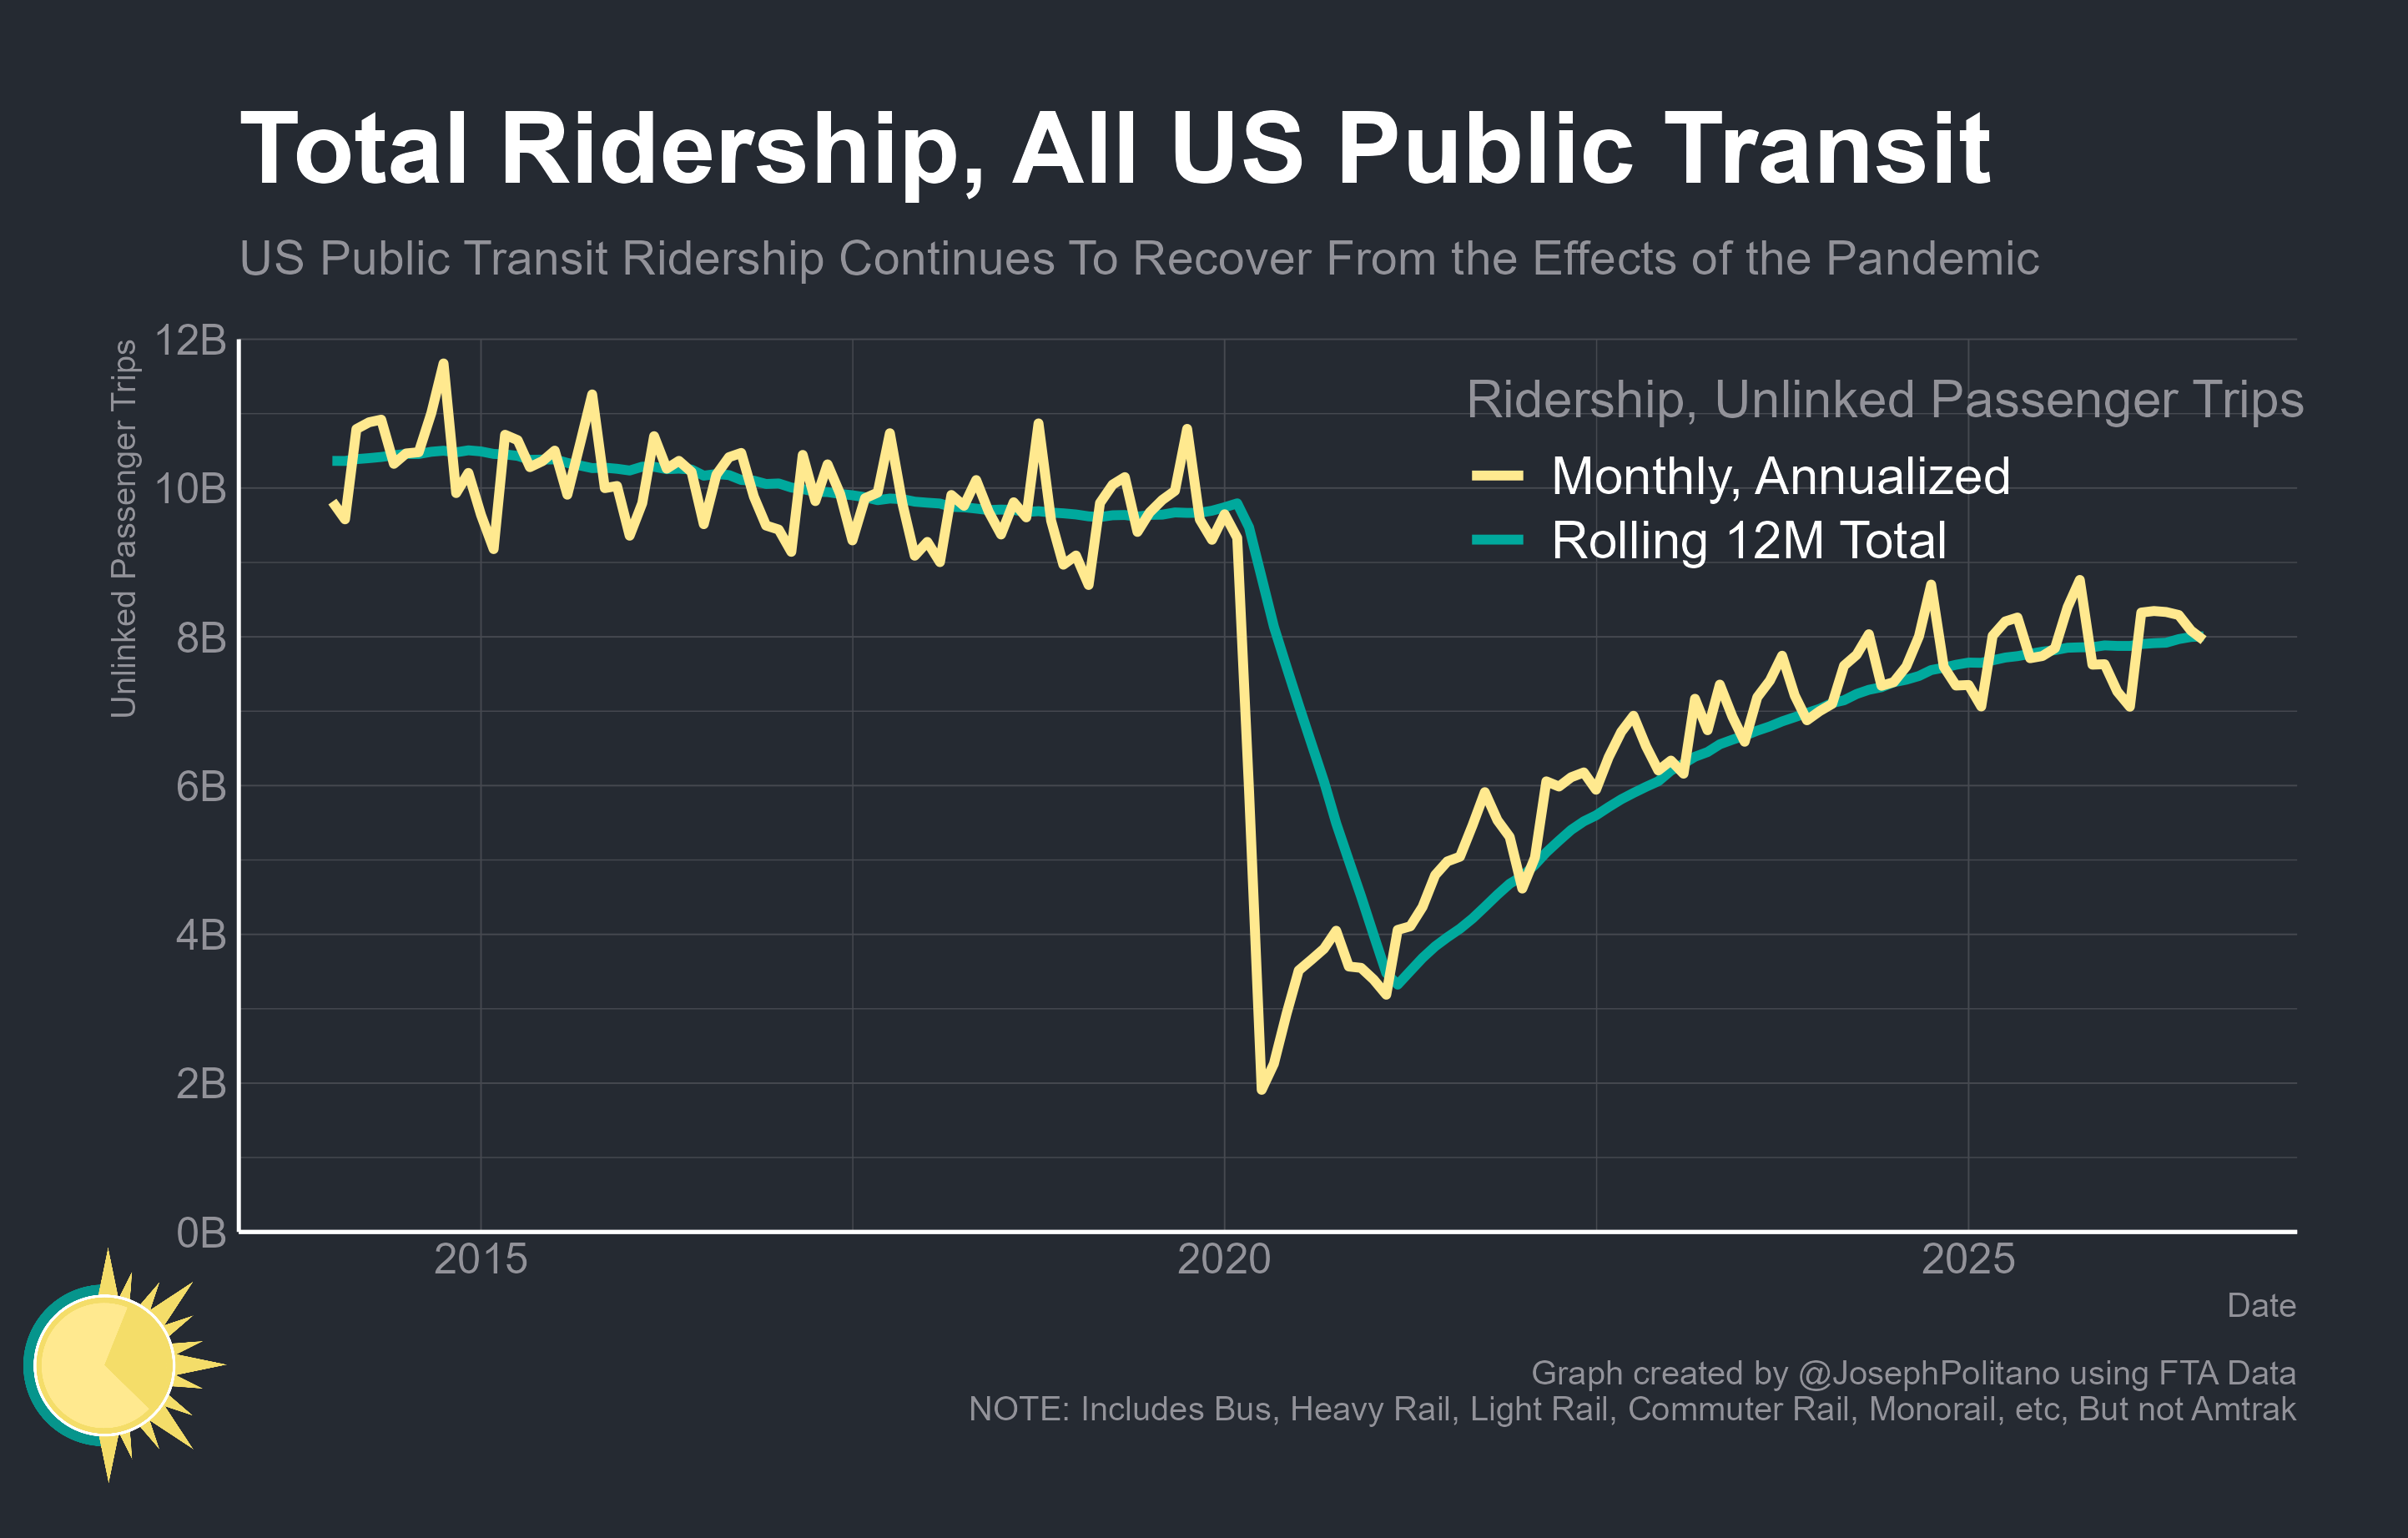 Total Ridership, All US Public Transit
US Public Transit Ridership Continues To Recover From the Effects of the Pandemic
Unlinked Passenger Trips
12B
10B
8B
6B
4B
2B
0B
Ridership, Unlinked Passenger Trips
Monthly, Annualized
Rolling 12M Total
2015
2020
2025
Date
Graph created by @JosephPolitano using FTA Data
NOTE: Includes Bus, Heavy Rail, Light Rail, Commuter Rail, Monorail, etc, But not Amtrak